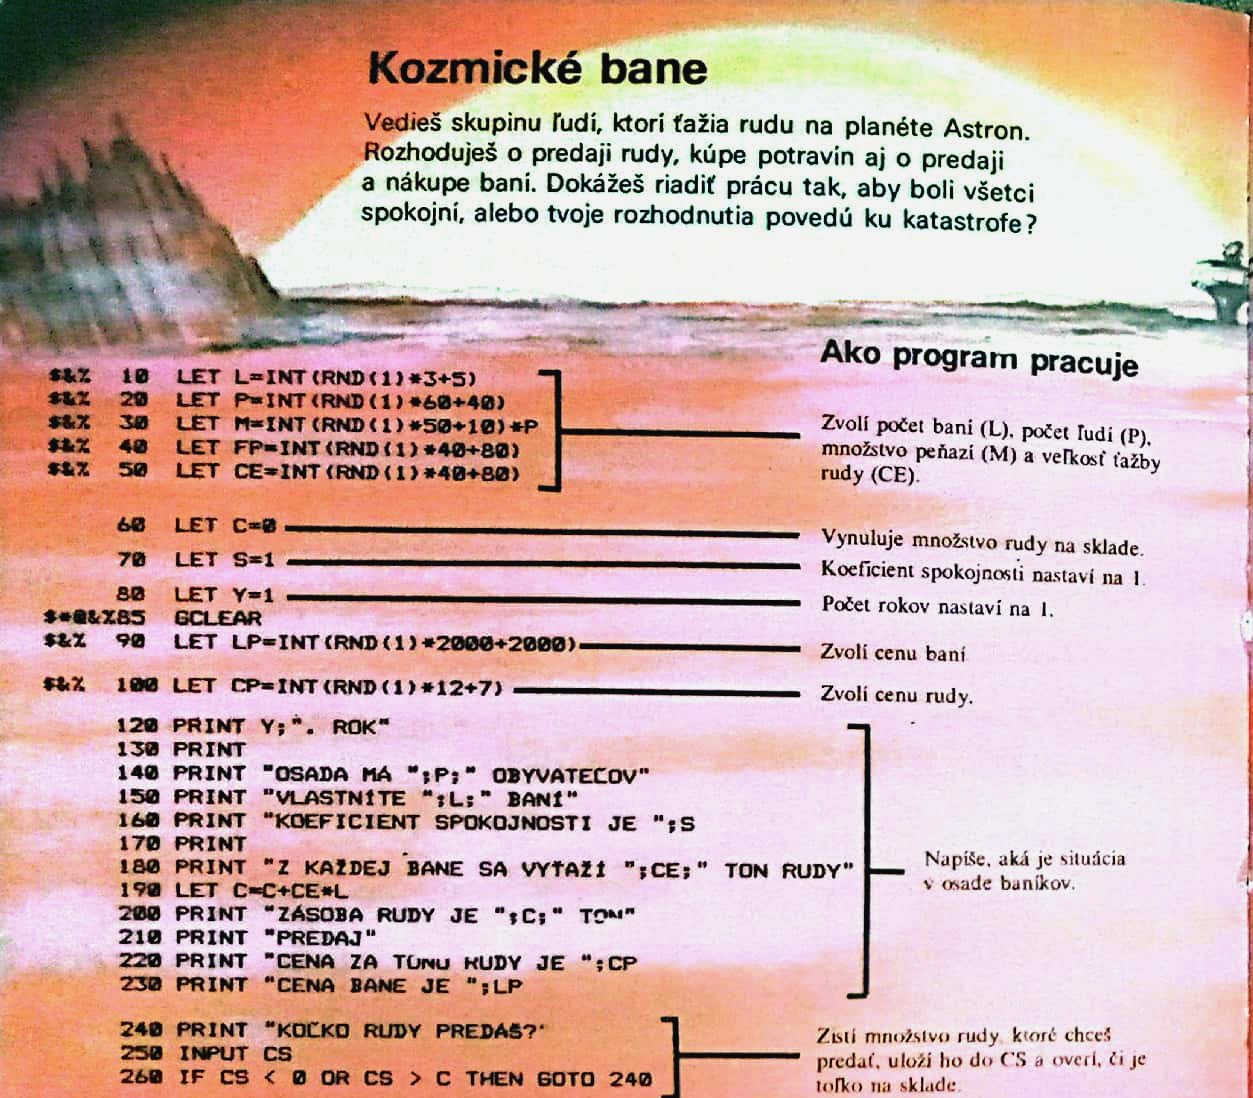 Kozmické bane
Vedieš skupinu ľudí, ktorí ťažia rudu na planéte Astron.
Rozhoduješ o predaji rudy, kúpe potravín aj o predaji
a nákupe baní. Dokážeš riadiť prácu tak, aby boli všetci
spokojní, alebo tvoje rozhodnutia povedú ku katastrofe?
Ako program pracuje
$&% 10 LET L=INT(RND(1)*3+5)
$&% 20 LET P=INT(RND(1)*60+40)
$&% 30 LET M=INT(RND(1)*50+10)*P
$&% 40 LET FP=INT(RND(1)*40+80)
$&% 50 LET CE=INT(RND(1)*40+80)
Zvolí počet baní (L), počet ľudí (P),
množstvo peňazí (M) a veľkosť ťažby
rudy (CE).
60 LET C=0
Vynuluje množstvo rudy na sklade.
70 LET S=1
Koeficient spokojnosti nastaví na 1.
80 LET Y=1
Počet rokov nastaví na 1.
$*@&%85 GCLEAR
$&% 90 LET LP=INT(RND(1)*2000+2000)
Zvolí cenu baní
$&% 100 LET CP=INT(RND(1)*12+7)
Zvolí cenu rudy.
120 PRINT Y;". ROK"
130 PRINT
140 PRINT "OSADA MÁ ";P;" OBYVATEĽOV"
150 PRINT "VLASTNÍTE ";L;" BANÍ"
160 PRINT "KOEFICIENT SPOKOJNOSTI JE ";S
170 PRINT
180 PRINT "Z KAŽDEJ BANE SA VYŤAŽÍ ";CE;" TON RUDY"
190 LET C=C+CE*L
200 PRINT "ZÁSOBA RUDY JE ";C;" TON"
210 PRINT "PREDAJ"
220 PRINT "CENA ZA TONU RUDY JE ";CP
230 PRINT "CENA BANE JE ";LP
Napíše, aká je situácia
v osade baníkov.
240 PRINT "KOĽKO RUDY PREDÁŠ?"
250 INPUT CS
260 IF CS < 0 OR CS > C THEN GOTO 240
Zistí množstvo rudy, ktoré chceš
predať, uloží ho do CS a overí, či je
toľko na sklade.